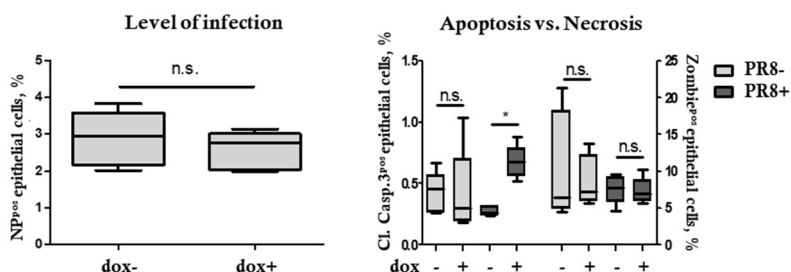 Level of infection
NPpos epithelial cells, %
5
4
3
2
1
0
n.s.
dox-
dox+
Apoptosis vs. Necrosis
Cl. Casp.3pos epithelial cells, %
1.5
1.0
0.5
0.0
n.s.
*
n.s.
n.s.
25
20
15
10
5
0
Zombiepos epithelial cells, %
dox - + - + - + - +
PR8-
PR8+